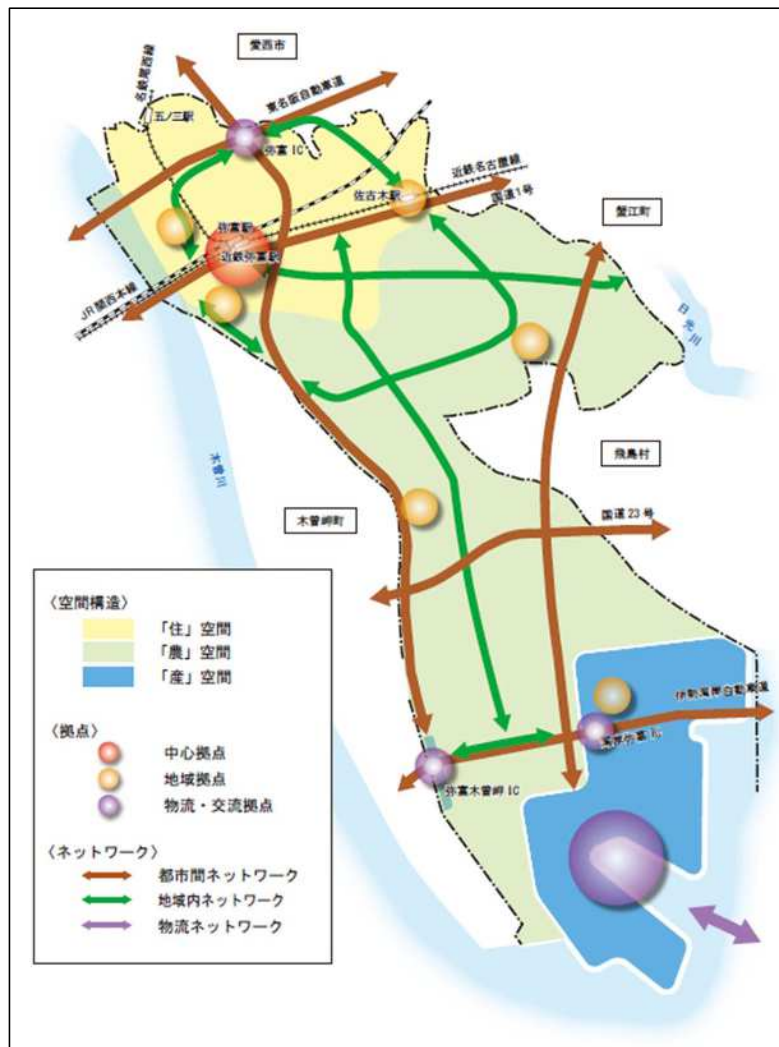 愛西市
名鉄尾西線
東名阪自動車道
五ノ三駅
弥富IC
近鉄名古屋線
佐古木駅
国道1号
蟹江町
弥富駅
近鉄弥富駅
JR関西本線
日光川
木曽川
飛島村
木曽岬町
国道23号
〈空間構造〉
「住」空間
「農」空間
「産」空間
伊勢湾岸自動車道
湾岸弥富IC
弥富木曽岬IC
〈拠点〉
中心拠点
地域拠点
物流・交流拠点
〈ネットワーク〉
都市間ネットワーク
地域内ネットワーク
物流ネットワーク